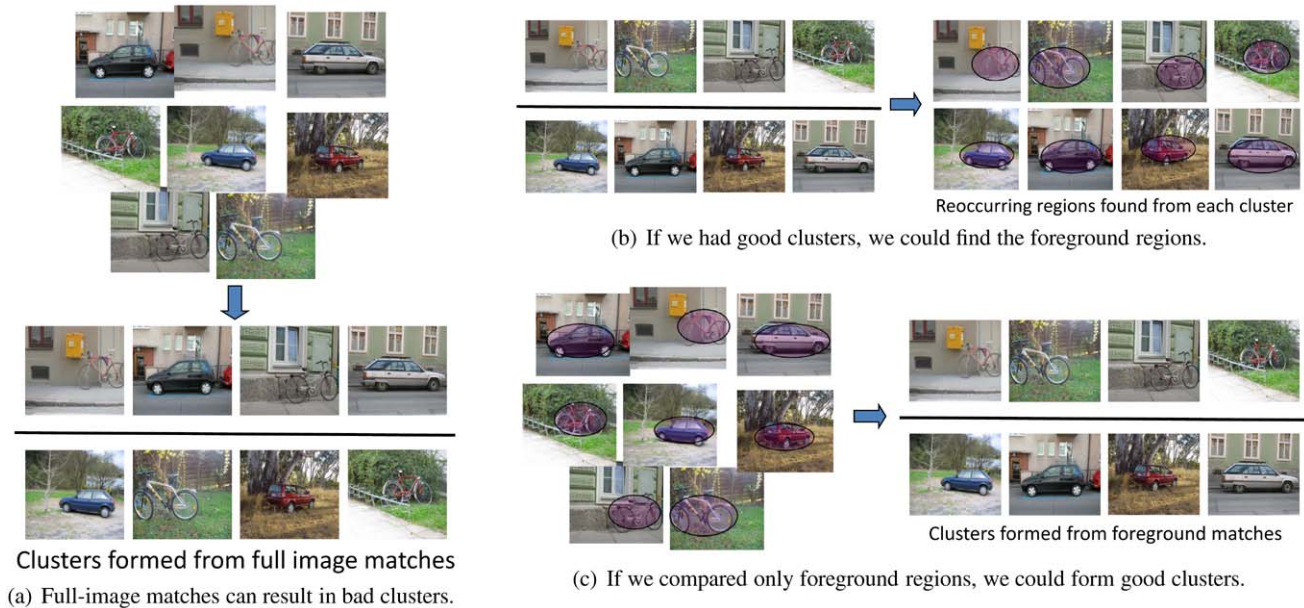 Clusters formed from full image matches
(a) Full-image matches can result in bad clusters.
Reoccurring regions found from each cluster
(b) If we had good clusters, we could find the foreground regions.
Clusters formed from foreground matches
(c) If we compared only foreground regions, we could form good clusters.